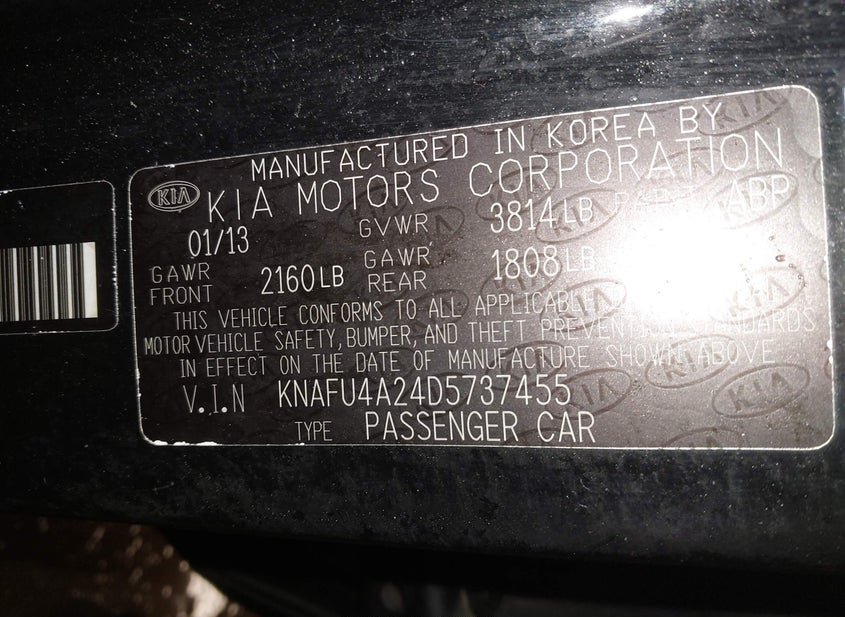 MANUFACTURED IN KOREA BY
KIA KIA MOTORS CORPORATION
01/13 GVWR 3814LB ABP
GAWR FRONT 2160LB GAWR REAR 1808LB
THIS VEHICLE CONFORMS TO ALL APPLICABLE
MOTOR VEHICLE SAFETY, BUMPER, AND THEFT PREVENTION STANDARDS
IN EFFECT ON THE DATE OF MANUFACTURE SHOWN ABOVE
V.I.N KNAFU4A24D5737455
TYPE PASSENGER CAR